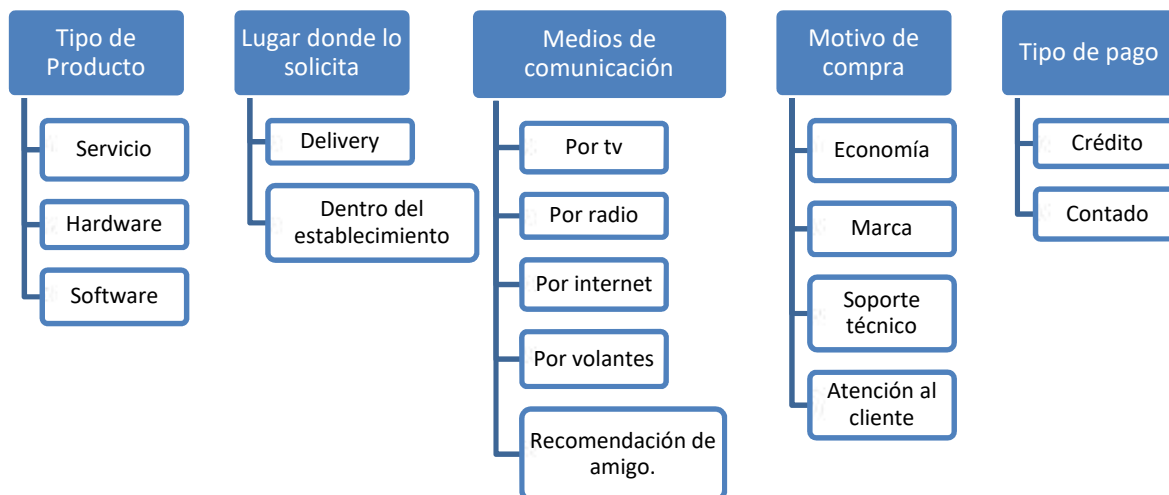 Tipo de
Producto
Servicio
Hardware
Software
Lugar donde lo
solicita
Delivery
Dentro del
establecimiento
Medios de
comunicación
Por tv
Por radio
Por internet
Por volantes
Recomendación de
amigo.
Motivo de
compra
Economía
Marca
Soporte
técnico
Atención al
cliente
Tipo de pago
Crédito
Contado